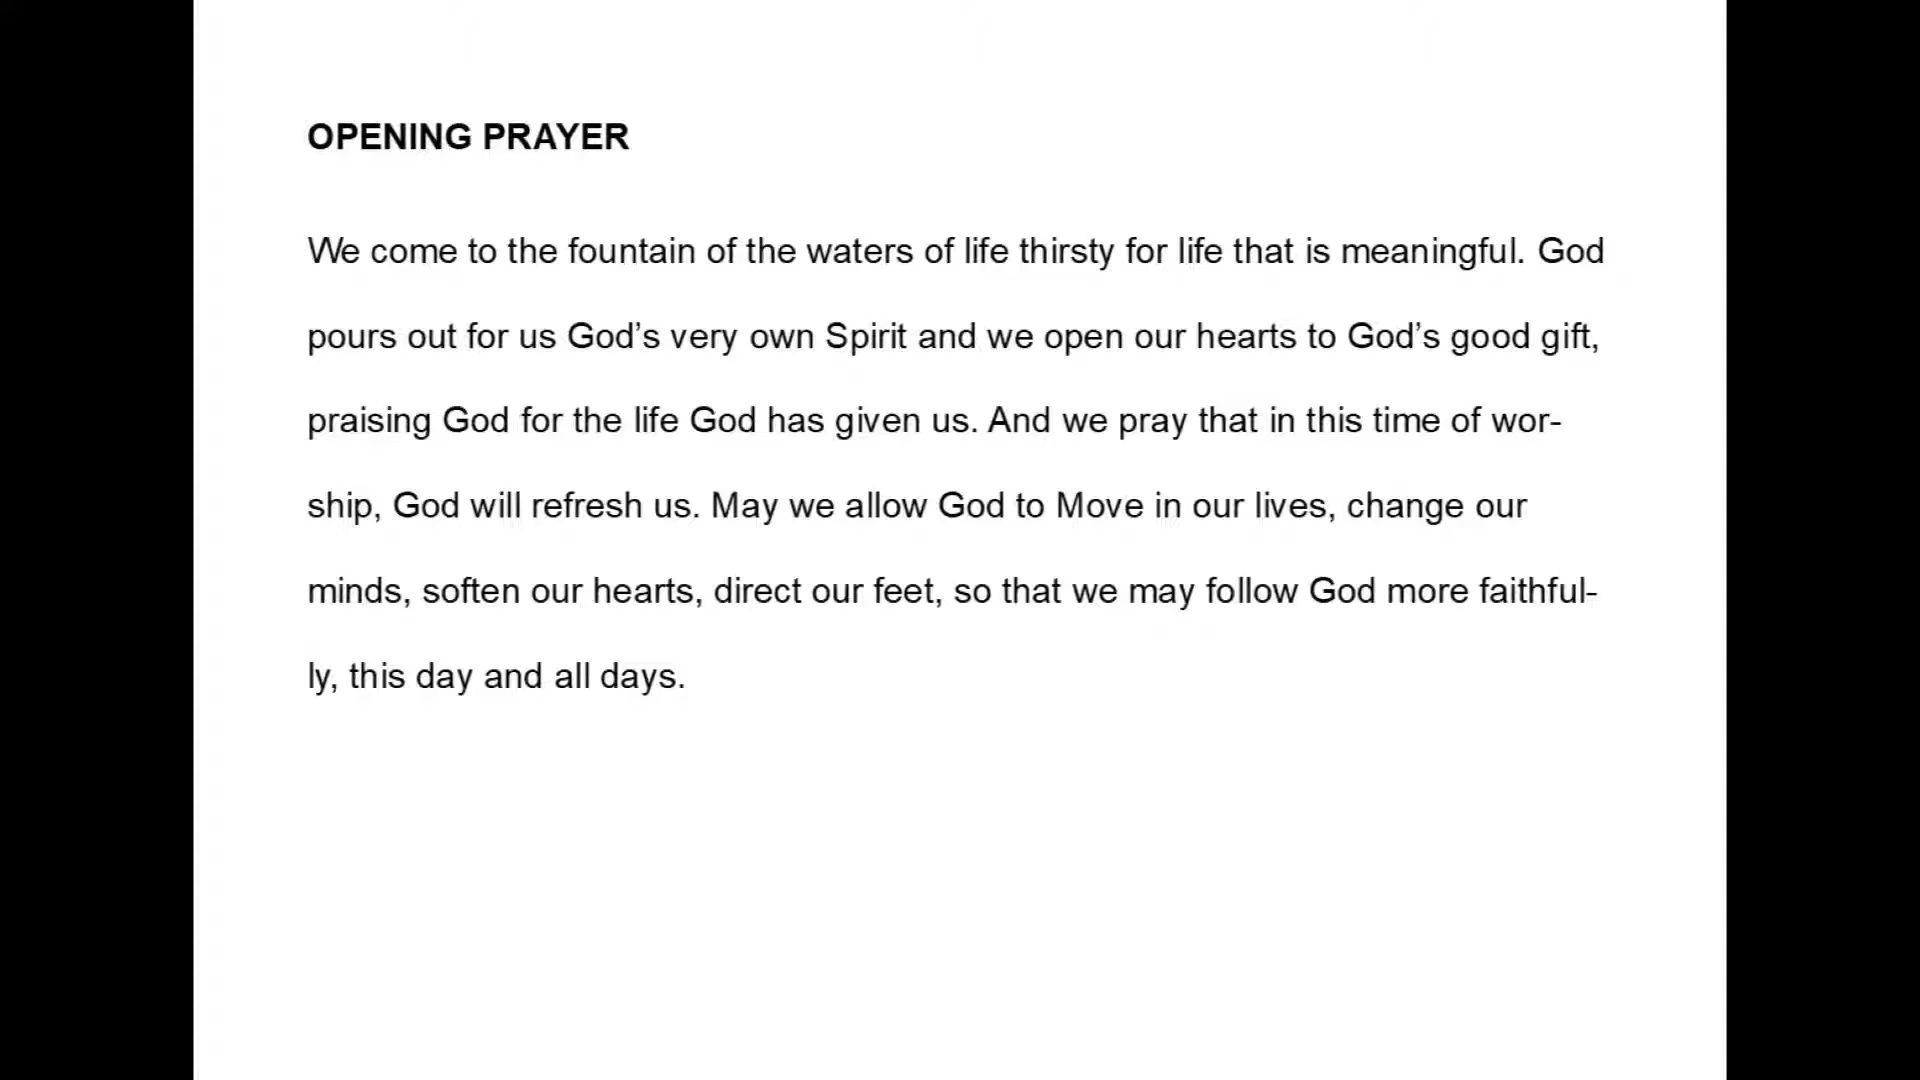 OPENING PRAYER
We come to the fountain of the waters of life thirsty for life that is meaningful. God
pours out for us God’s very own Spirit and we open our hearts to God’s good gift,
praising God for the life God has given us. And we pray that in this time of wor-
ship, God will refresh us. May we allow God to Move in our lives, change our
minds, soften our hearts, direct our feet, so that we may follow God more faithful-
ly, this day and all days.